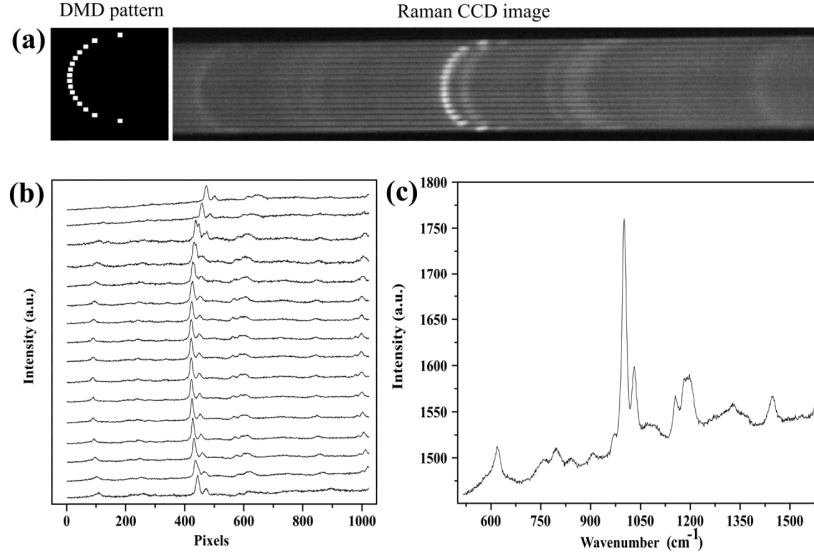 DMD pattern Raman CCD image
(a)
(b)
Intensity (a.u.)
0 200 400 600 800 1000
Pixels
(c)
Intensity (a.u.)
1800
1750
1700
1650
1600
1550
1500
600 750 900 1050 1200 1350 1500
Wavenumber (cm-1)